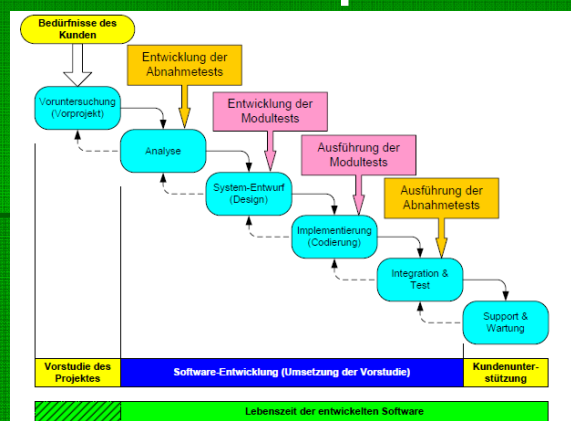 Bedürfnisse des
Kunden
Entwicklung der
Abnahmetests
Voruntersuchung
(Vorprojekt)
Entwicklung der
Modultests
Analyse
Ausführung der
Modultests
System-Entwurf
(Design)
Ausführung der
Abnahmetests
Implementierung
(Codierung)
Integration &
Test
Support &
Wartung
Vorstudie des
Projektes
Software-Entwicklung (Umsetzung der Vorstudie)
Kundenunter-
stützung
Lebenszeit der entwickelten Software